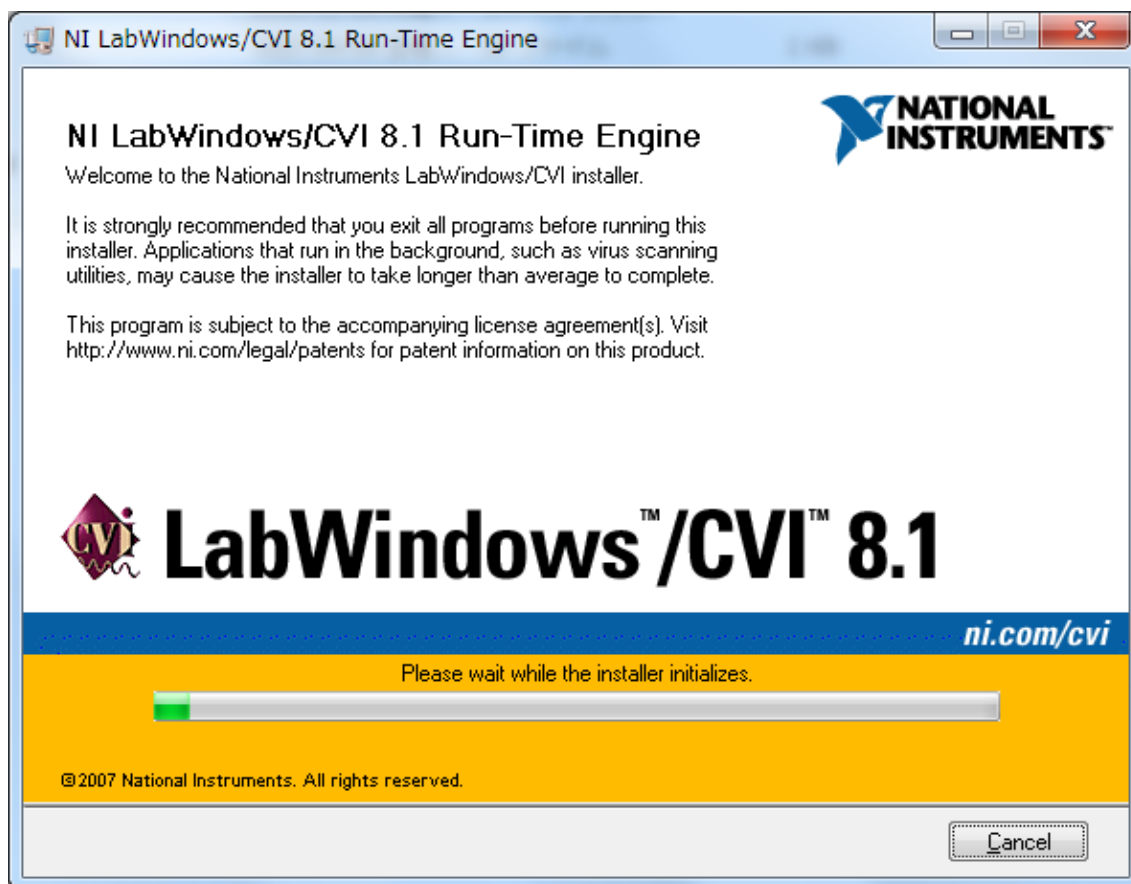 NI LabWindows/CVI 8.1 Run-Time Engine
NATIONAL
INSTRUMENTS™
NI LabWindows/CVI 8.1 Run-Time Engine
Welcome to the National Instruments LabWindows/CVI installer.
It is strongly recommended that you exit all programs before running this
installer. Applications that run in the background, such as virus scanning
utilities, may cause the installer to take longer than average to complete.
This program is subject to the accompanying license agreement(s). Visit
http://www.ni.com/legal/patents for patent information on this product.
CVI LabWindows™/CVI™ 8.1
ni.com/cvi
Please wait while the installer initializes.
©2007 National Instruments. All rights reserved.
Cancel